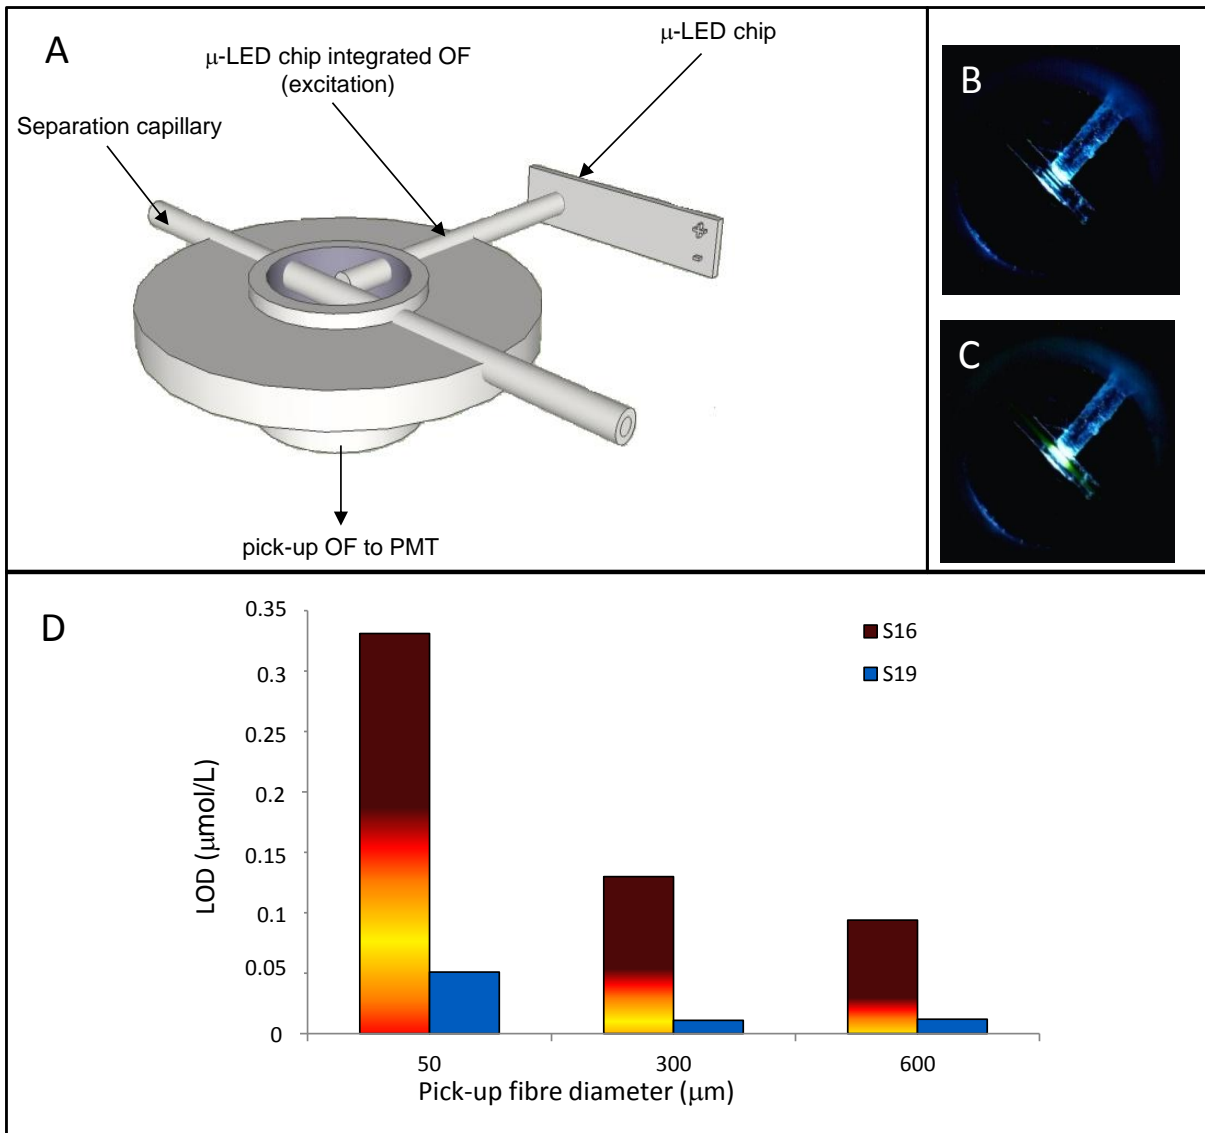 A
μ-LED chip integrated OF
(excitation)
μ-LED chip
Separation capillary
+
-
pick-up OF to PMT
B
C
D
LOD (μmol/L)
0.35
0.3
0.25
0.2
0.15
0.1
0.05
0
50
300
600
Pick-up fibre diameter (μm)
S16
S19